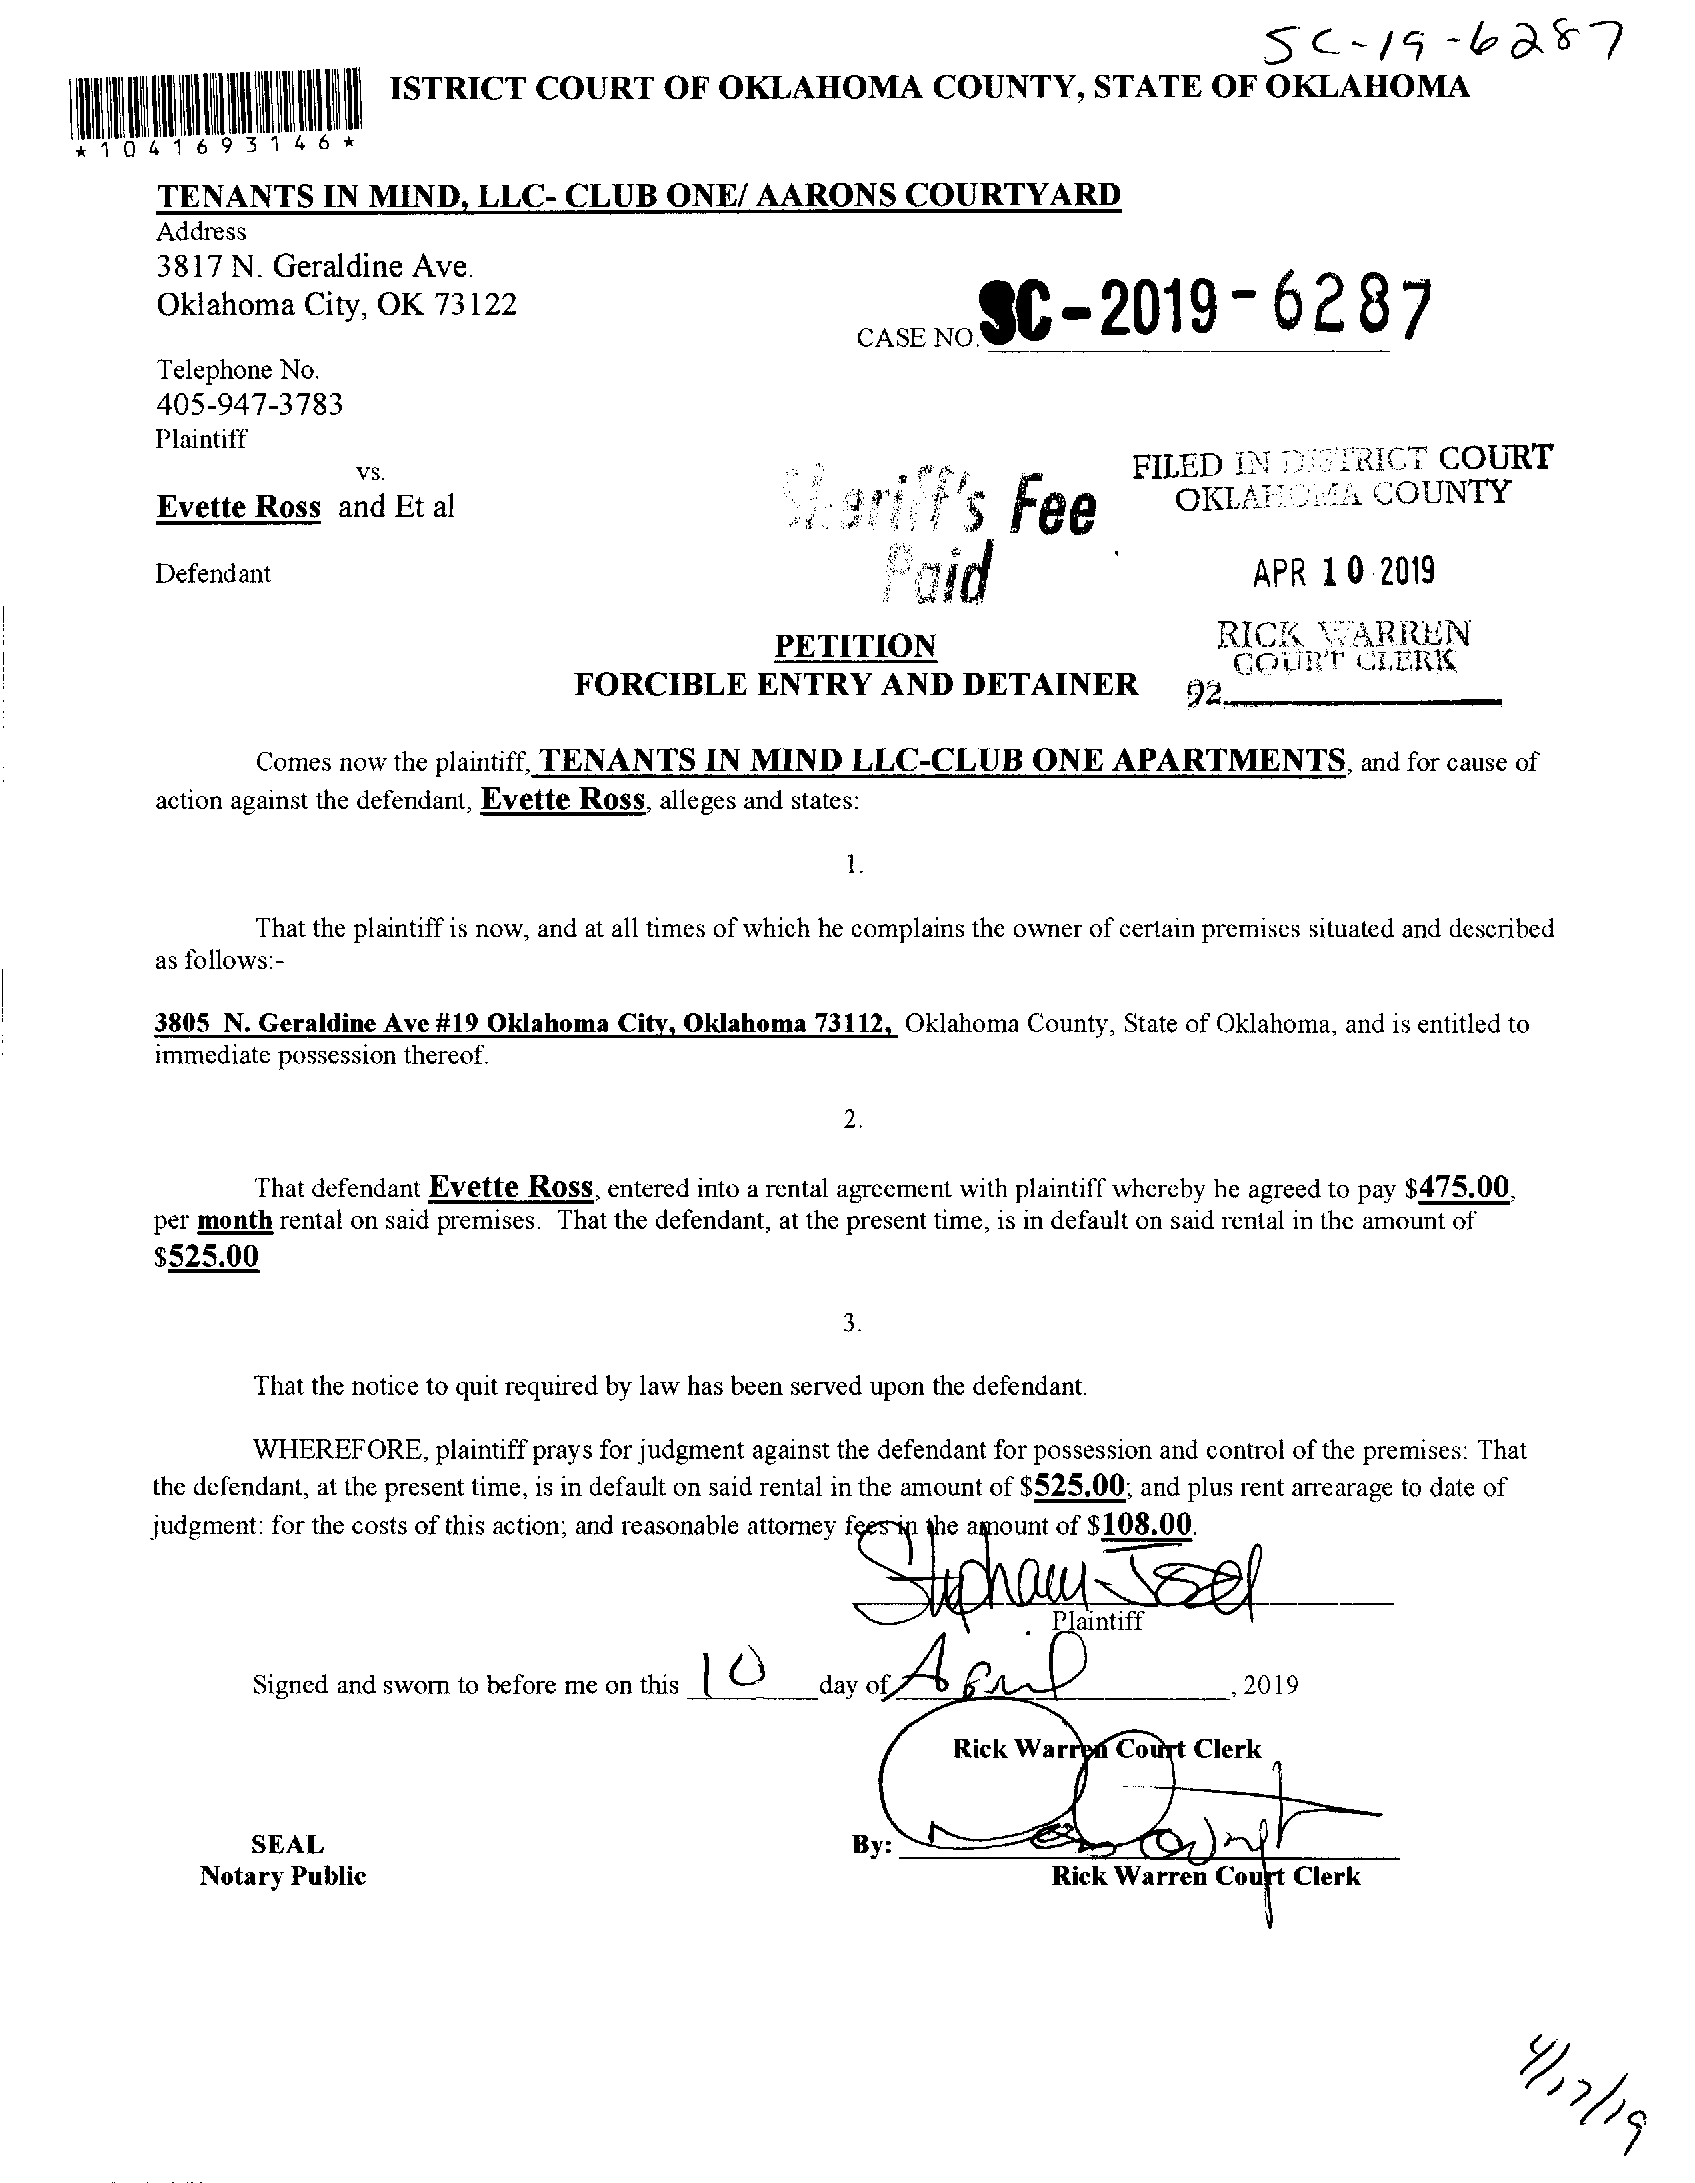 SC-19-6287
ISTRICT COURT OF OKLAHOMA COUNTY, STATE OF OKLAHOMA
*1041693146*
TENANTS IN MIND, LLC- CLUB ONE/ AARONS COURTYARD
Address
3817 N. Geraldine Ave.
Oklahoma City, OK 73122
CASE NO. SC-2019-6287
Telephone No.
405-947-3783
Plaintiff
vs.
Evette Ross and Et al
Defendant
Sheriff's Fee
Paid
FILED IN DISTRICT COURT
OKLAHOMA COUNTY
APR 10 2019
RICK WARREN
COURT CLERK
92
PETITION
FORCIBLE ENTRY AND DETAINER
Comes now the plaintiff, TENANTS IN MIND LLC-CLUB ONE APARTMENTS, and for cause of
action against the defendant, Evette Ross, alleges and states:
1.
That the plaintiff is now, and at all times of which he complains the owner of certain premises situated and described
as follows:-
3805 N. Geraldine Ave #19 Oklahoma City, Oklahoma 73112, Oklahoma County, State of Oklahoma, and is entitled to
immediate possession thereof.
2.
That defendant Evette Ross, entered into a rental agreement with plaintiff whereby he agreed to pay $475.00,
per month rental on said premises. That the defendant, at the present time, is in default on said rental in the amount of
$525.00
3.
That the notice to quit required by law has been served upon the defendant.
WHEREFORE, plaintiff prays for judgment against the defendant for possession and control of the premises: That
the defendant, at the present time, is in default on said rental in the amount of $525.00; and plus rent arrearage to date of
judgment: for the costs of this action; and reasonable attorney fees in the amount of $108.00.
Plaintiff
Signed and sworn to before me on this 10 day of April, 2019
Rick Warren Court Clerk
SEAL
Notary Public
By:
Rick Warren Court Clerk
4/17/19